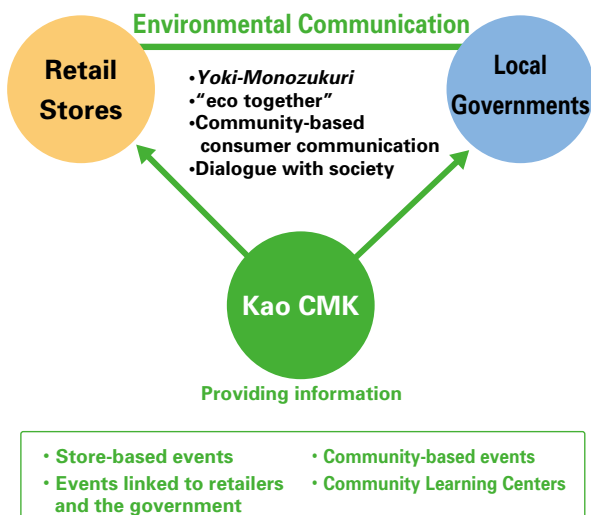 Environmental Communication
Retail
Stores
•Yoki-Monozukuri
•“eco together”
•Community-based
consumer communication
•Dialogue with society
Local
Governments
Kao CMK
Providing information
・Store-based events
・Events linked to retailers
and the government
・Community-based events
・Community Learning Centers